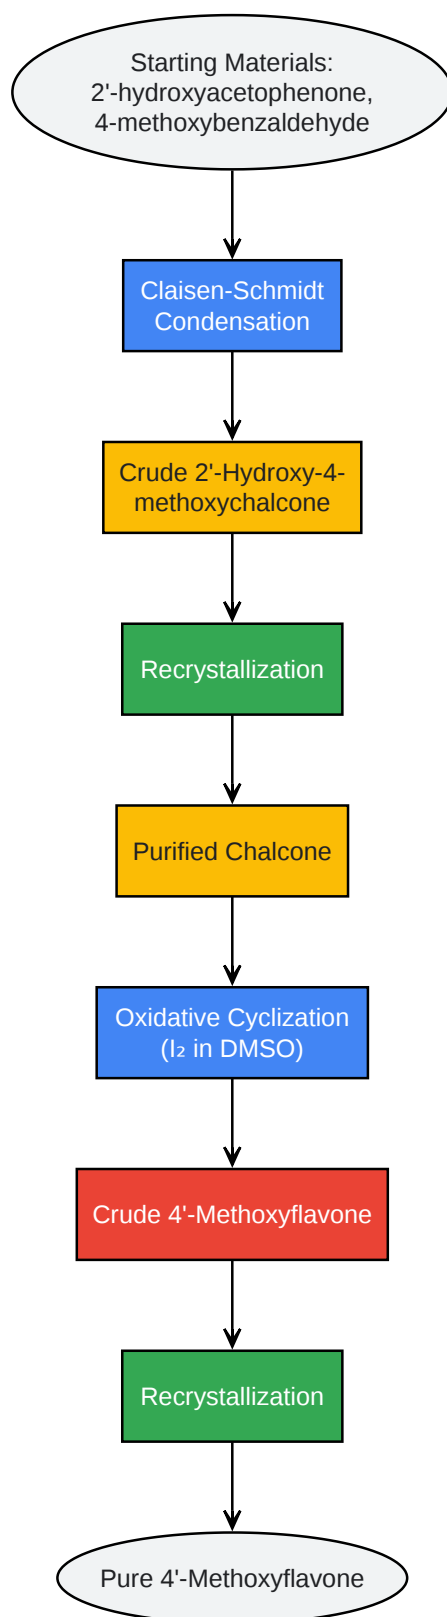 Starting Materials:
2'-hydroxyacetophenone,
4-methoxybenzaldehyde
Claisen-Schmidt
Condensation
Crude 2'-Hydroxy-4-
methoxychalcone
Recrystallization
Purified Chalcone
Oxidative Cyclization
(I₂ in DMSO)
Crude 4'-Methoxyflavone
Recrystallization
Pure 4'-Methoxyflavone